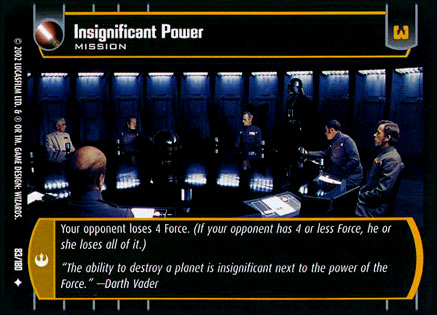 Insignificant Power
MISSION
3
© 2002 LUCASFILM LTD. & ® OR TM. GAME DESIGN: WIZARDS.
83/180
Your opponent loses 4 Force. (If your opponent has 4 or less Force, he or
she loses all of it.)
“The ability to destroy a planet is insignificant next to the power of the
Force.” —Darth Vader